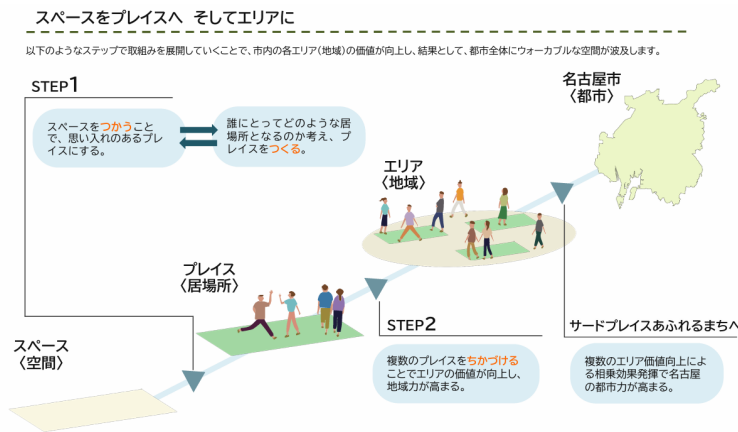 スペースをプレイスへ そしてエリアに
以下のようなステップで取組みを展開していくことで、市内の各エリア（地域）の価値が向上し、結果として、都市全体にウォーカブルな空間が波及します。
STEP1
スペースをつかうこと
で、思い入れのあるプレ
イスにする。
誰にとってどのような居
場所となるのか考え、プ
レイスをつくる。
名古屋市
〈都市〉
エリア
〈地域〉
プレイス
〈居場所〉
スペース
〈空間〉
STEP2
複数のプレイスをちかづける
ことでエリアの価値が向上し、
地域力が高まる。
サードプレイスあふれるまちへ
複数のエリア価値向上によ
る相乗効果発揮で名古屋
の都市力が高まる。